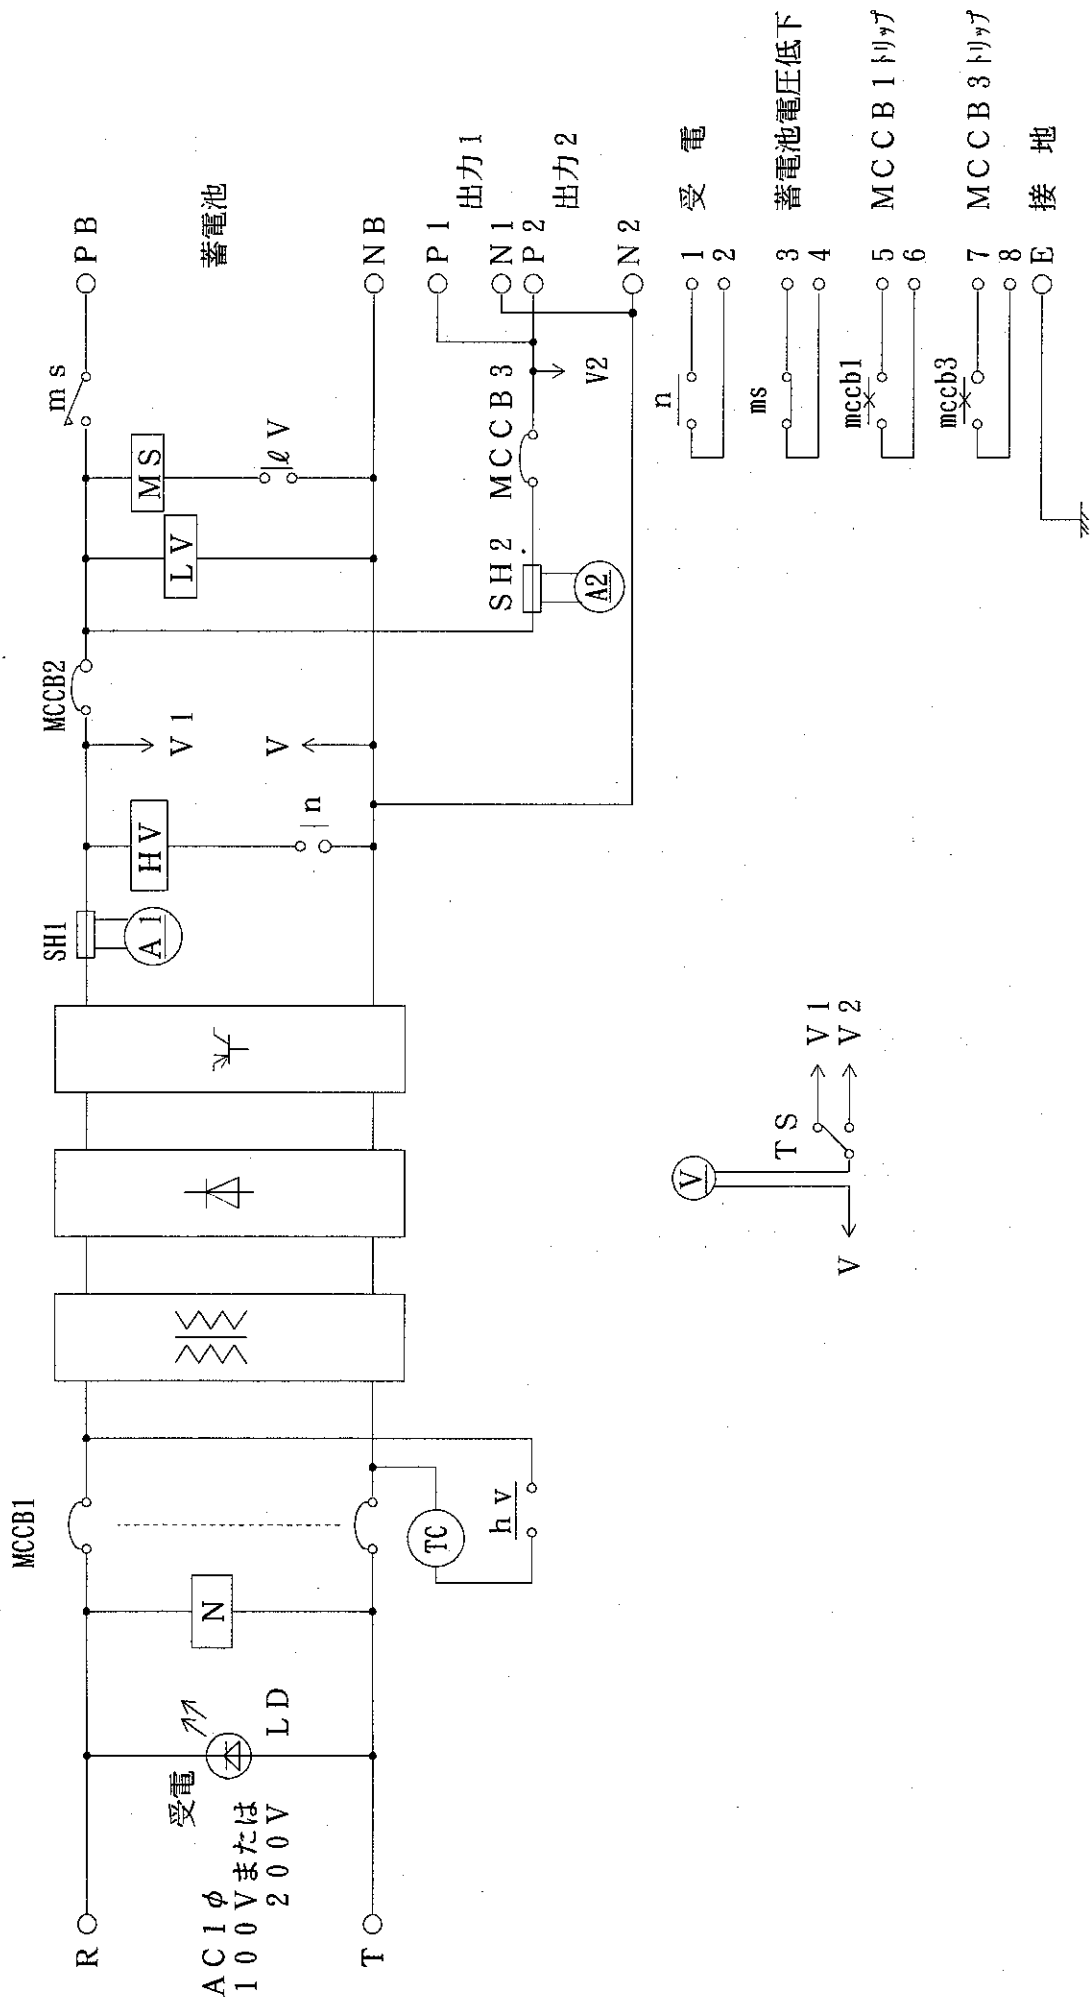 R
T
AC1φ
100Vまたは
200V
受電
LD
N
MCCB1
TC
hv
SH1
A1
HV
n
V1
V
MCCB2
LV
MS
ℓV
ms
PB
蓄電池
NB
SH2
A2
MCCB3
V2
P1
出力1
N1
P2
出力2
N2
n
1
2
受電
ms
3
4
蓄電池電圧低下
mccb1
5
6
MCCB1トリップ
mccb3
7
8
MCCB3トリップ
E
接地
V
TS
V1
V2
V